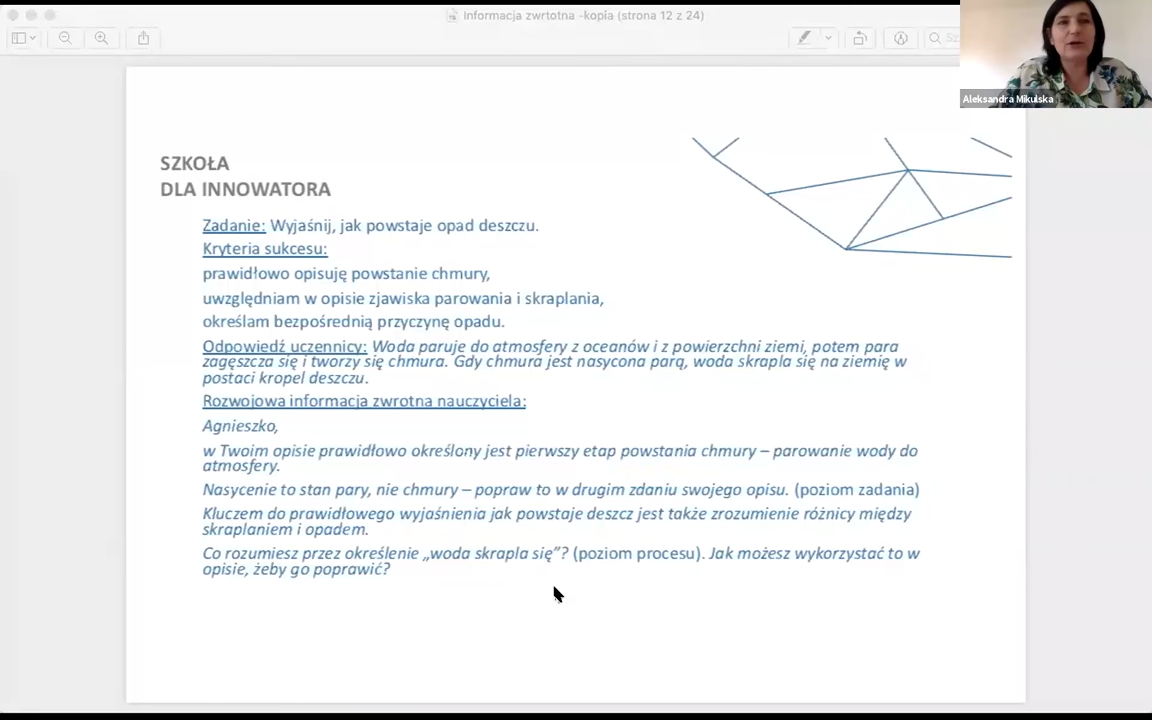 Informacja zwrtotna -kopia (strona 12 z 24)
Aleksandra Mikulska
SZKOŁA
DLA INNOWATORA
Zadanie: Wyjaśnij, jak powstaje opad deszczu.
Kryteria sukcesu:
prawidłowo opisuję powstanie chmury,
uwzględniam w opisie zjawiska parowania i skraplania,
określam bezpośrednią przyczynę opadu.
Odpowiedź uczennicy: Woda paruje do atmosfery z oceanów i z powierzchni ziemi, potem para
zagęszcza się i tworzy się chmura. Gdy chmura jest nasycona parą, woda skrapla się na ziemię w
postaci kropel deszczu.
Rozwojowa informacja zwrotna nauczyciela:
Agnieszko,
w Twoim opisie prawidłowo określony jest pierwszy etap powstania chmury – parowanie wody do
atmosfery.
Nasycenie to stan pary, nie chmury – popraw to w drugim zdaniu swojego opisu. (poziom zadania)
Kluczem do prawidłowego wyjaśnienia jak powstaje deszcz jest także zrozumienie różnicy między
skraplaniem i opadem.
Co rozumiesz przez określenie „woda skrapla się”? (poziom procesu). Jak możesz wykorzystać to w
opisie, żeby go poprawić?